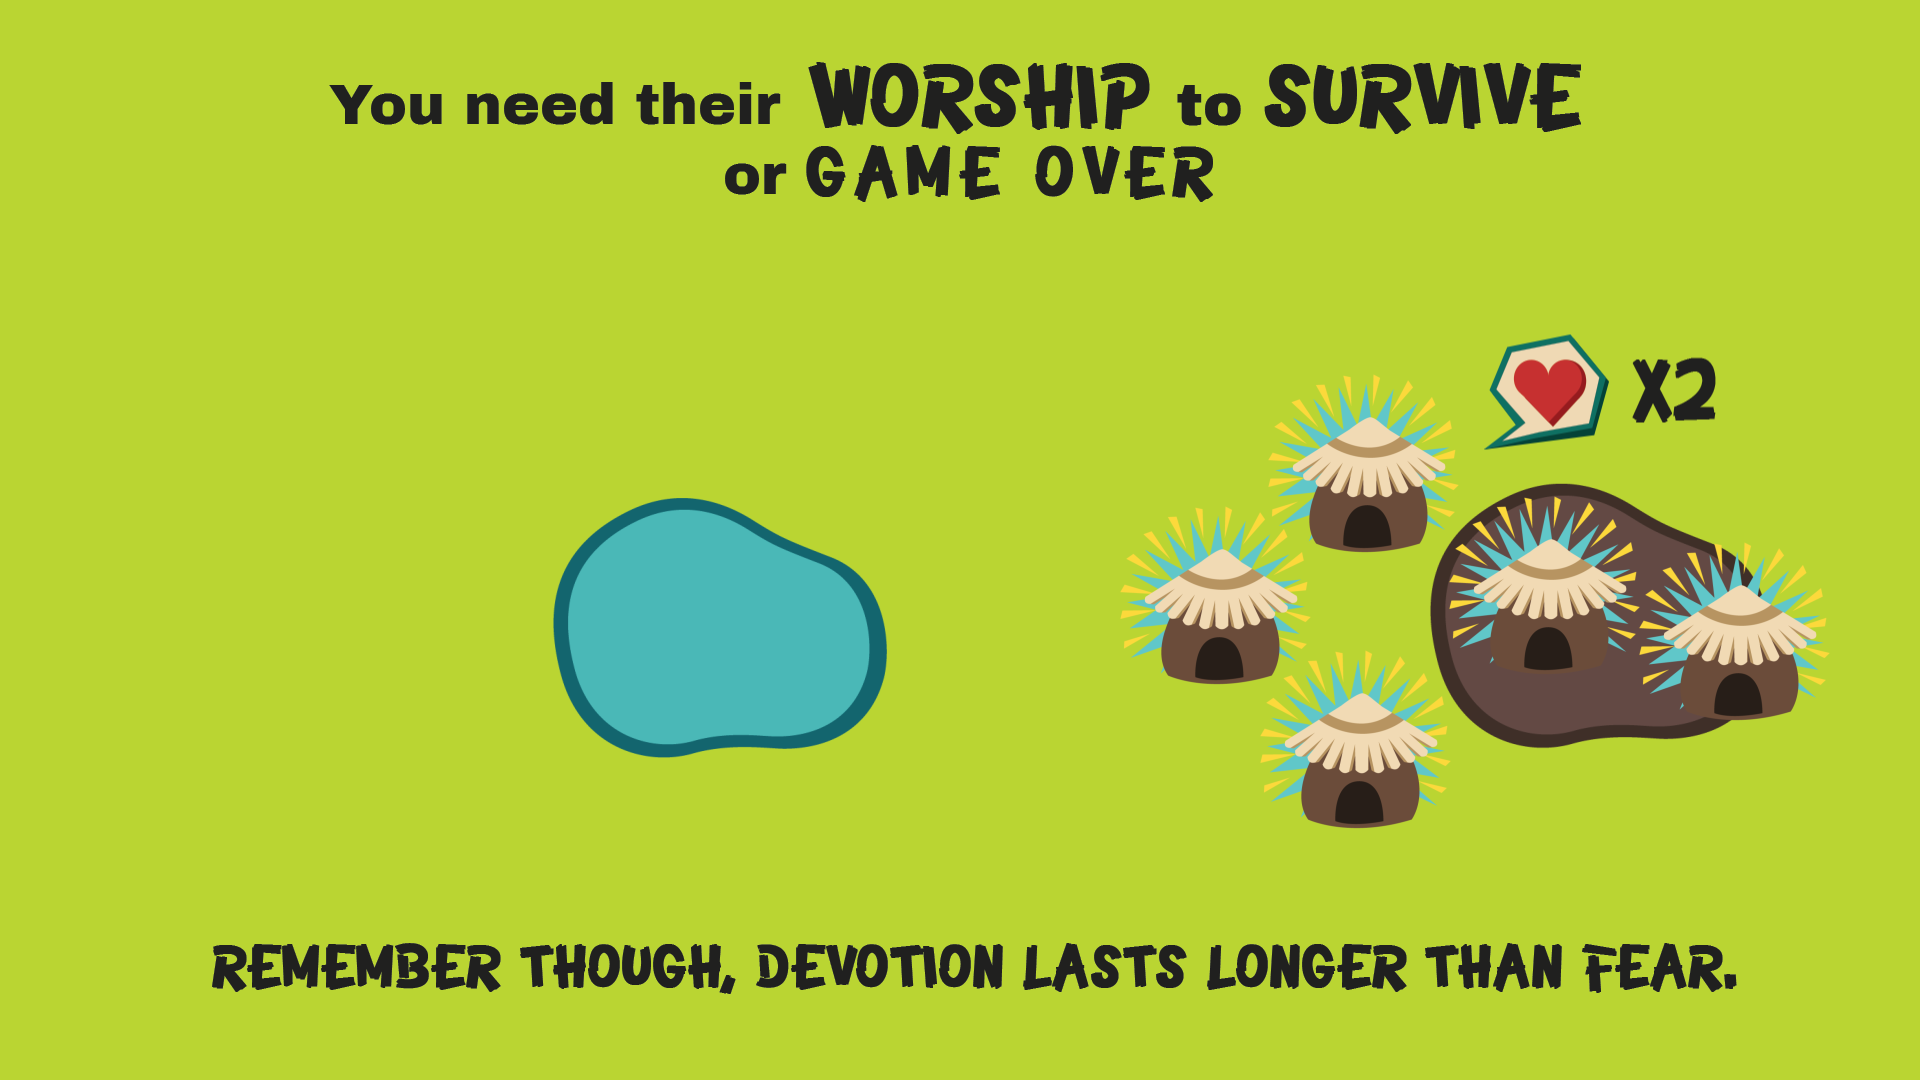 You need their WORSHIP to SURVIVE
or GAME OVER
X2
REMEMBER THOUGH, DEVOTION LASTS LONGER THAN FEAR.